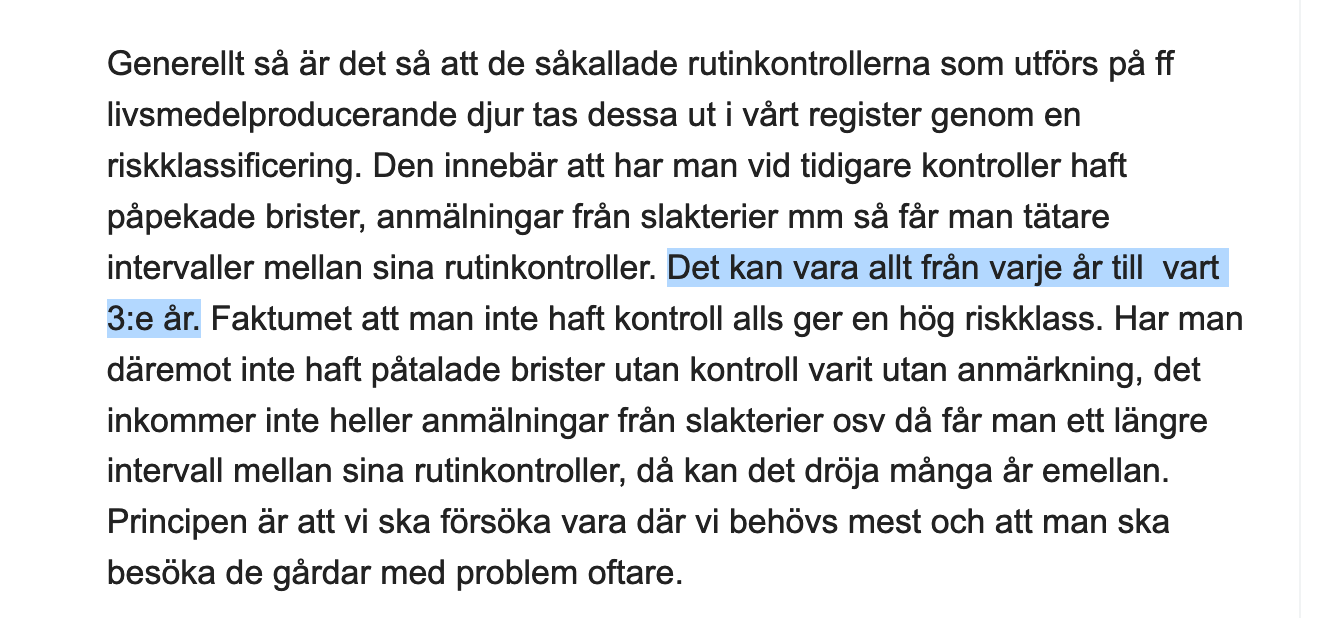 Generellt så är det så att de såkallade rutinkontrollerna som utförs på ff
livsmedelproducerande djur tas dessa ut i vårt register genom en
riskklassificering. Den innebär att har man vid tidigare kontroller haft
påpekade brister, anmälningar från slakterier mm så får man tätare
intervaller mellan sina rutinkontroller. Det kan vara allt från varje år till  vart
3:e år. Faktumet att man inte haft kontroll alls ger en hög riskklass. Har man
däremot inte haft påtalade brister utan kontroll varit utan anmärkning, det
inkommer inte heller anmälningar från slakterier osv då får man ett längre
intervall mellan sina rutinkontroller, då kan det dröja många år emellan.
Principen är att vi ska försöka vara där vi behövs mest och att man ska
besöka de gårdar med problem oftare.